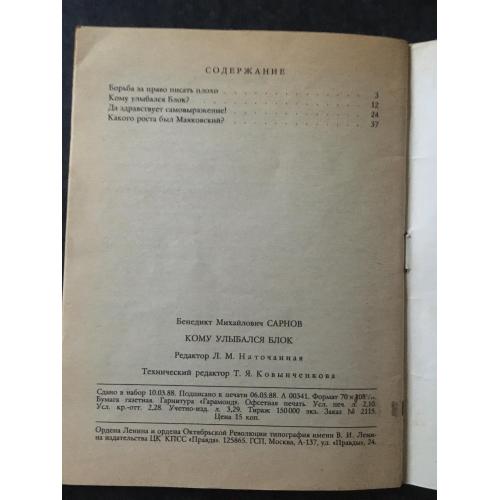 СОДЕРЖАНИЕ
Борьба за право писать плохо . . . . . . . . . . 3
Кому улыбался Блок? . . . . . . . . . . 12
Да здравствует самовыражение! . . . . . . . . . . 24
Какого роста был Маяковский? . . . . . . . . . . 37
Бенедикт Михайлович САРНОВ
КОМУ УЛЫБАЛСЯ БЛОК
Редактор Л. М. Наточанная
Технический редактор Т. Я. Ковынченкова
Сдано в набор 10.03.88. Подписано к печати 06.05.88. А 00341. Формат 70 ×
Бумага газетная. Гарнитура «Гарамонд». Офсетная печать. Усл. печ. л. 2,10.
Усл. кр.-отт. 2,28. Учетно-изд. л. 3,29. Тираж 150 000 экз. Заказ № 2115.
Цена 15 коп.
Ордена Ленина и ордена Октябрьской Революции типография имени В. И. Лени-
на издательства ЦК КПСС «Правда». 125865. ГСП, Москва, А-137, ул. «Правды», 24.